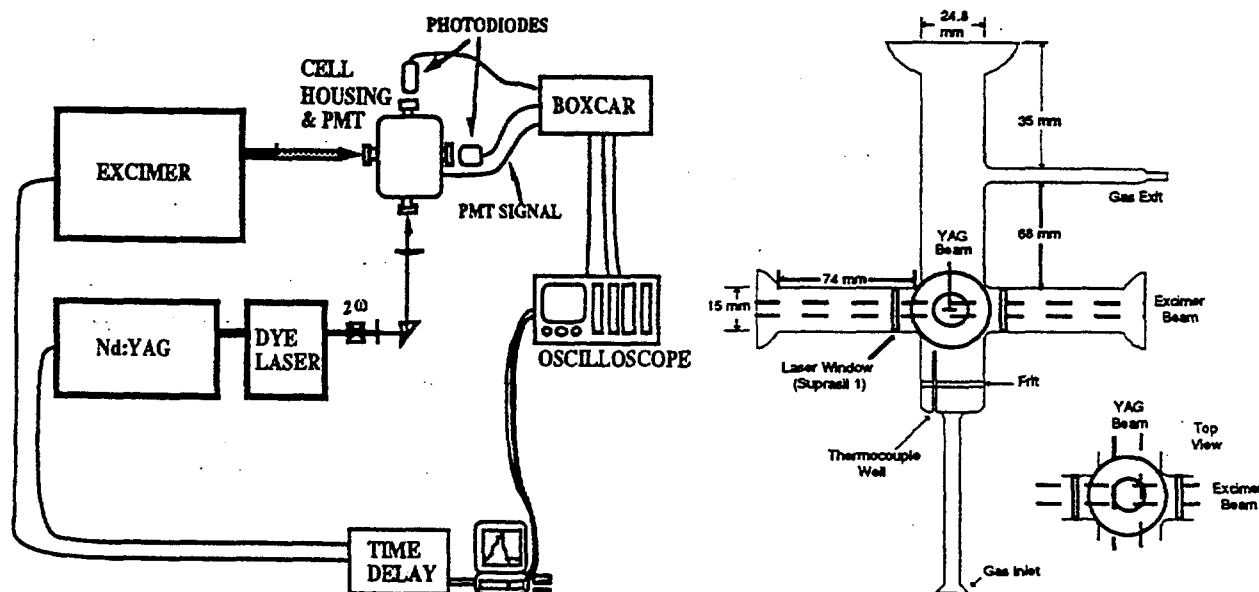 PHOTODIODES
CELL
HOUSING
& PMT
BOXCAR
EXCIMER
PMT SIGNAL
2ω
Nd:YAG
DYE
LASER
OSCILLOSCOPE
TIME
DELAY
24.8
mm
35 mm
Gas Exit
68 mm
YAG
Beam
74 mm
15 mm
Excimer
Beam
Laser Window
(Suprasil 1)
Frit
Thermocouple
Well
YAG
Beam
Top
View
Excimer
Beam
Gas Inlet